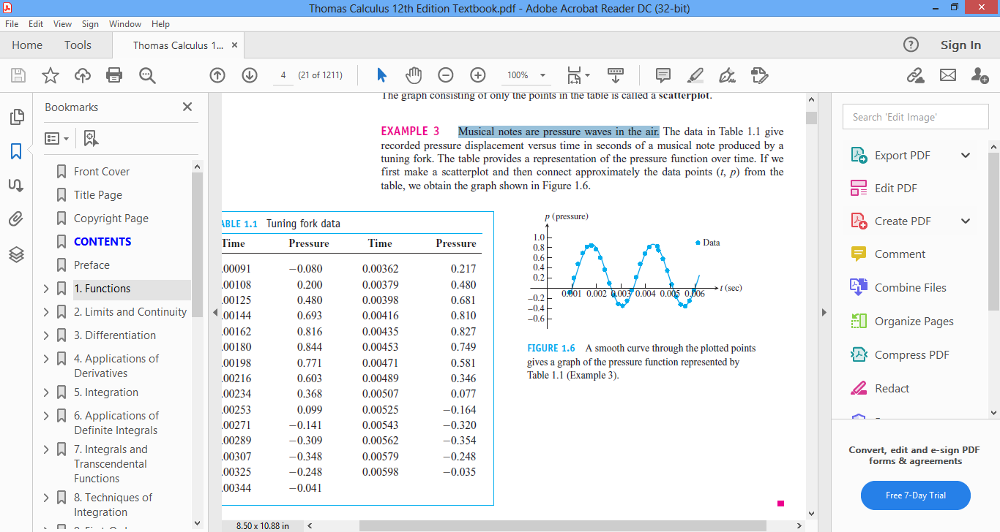 Thomas Calculus 12th Edition Textbook.pdf - Adobe Acrobat Reader DC (32-bit)
File Edit View Sign Window Help
Home Tools Thomas Calculus 1... × Sign In
4 (21 of 1211) 100%
Bookmarks
Front Cover
Title Page
Copyright Page
CONTENTS
Preface
1. Functions
2. Limits and Continuity
3. Differentiation
4. Applications of
Derivatives
5. Integration
6. Applications of
Definite Integrals
7. Integrals and
Transcendental
Functions
8. Techniques of
Integration
The graph consisting of only the points in the table is called a scatterplot.
EXAMPLE 3 Musical notes are pressure waves in the air. The data in Table 1.1 give
recorded pressure displacement versus time in seconds of a musical note produced by a
tuning fork. The table provides a representation of the pressure function over time. If we
first make a scatterplot and then connect approximately the data points (t, p) from the
table, we obtain the graph shown in Figure 1.6.
ABLE 1.1 Tuning fork data
Time Pressure Time Pressure
.00091 −0.080 0.00362 0.217
.00108 0.200 0.00379 0.480
.00125 0.480 0.00398 0.681
.00144 0.693 0.00416 0.810
.00162 0.816 0.00435 0.827
.00180 0.844 0.00453 0.749
.00198 0.771 0.00471 0.581
.00216 0.603 0.00489 0.346
.00234 0.368 0.00507 0.077
.00253 0.099 0.00525 −0.164
.00271 −0.141 0.00543 −0.320
.00289 −0.309 0.00562 −0.354
.00307 −0.348 0.00579 −0.248
.00325 −0.248 0.00598 −0.035
.00344 −0.041
p (pressure)
1.0
0.8
0.6
0.4
0.2
−0.2
−0.4
−0.6
0.001 0.002 0.003 0.004 0.005 0.006
t (sec)
Data
FIGURE 1.6 A smooth curve through the plotted points
gives a graph of the pressure function represented by
Table 1.1 (Example 3).
8.50 x 10.88 in
Search 'Edit Image'
Export PDF
Edit PDF
Create PDF
Comment
Combine Files
Organize Pages
Compress PDF
Redact
Convert, edit and e-sign PDF
forms & agreements
Free 7-Day Trial